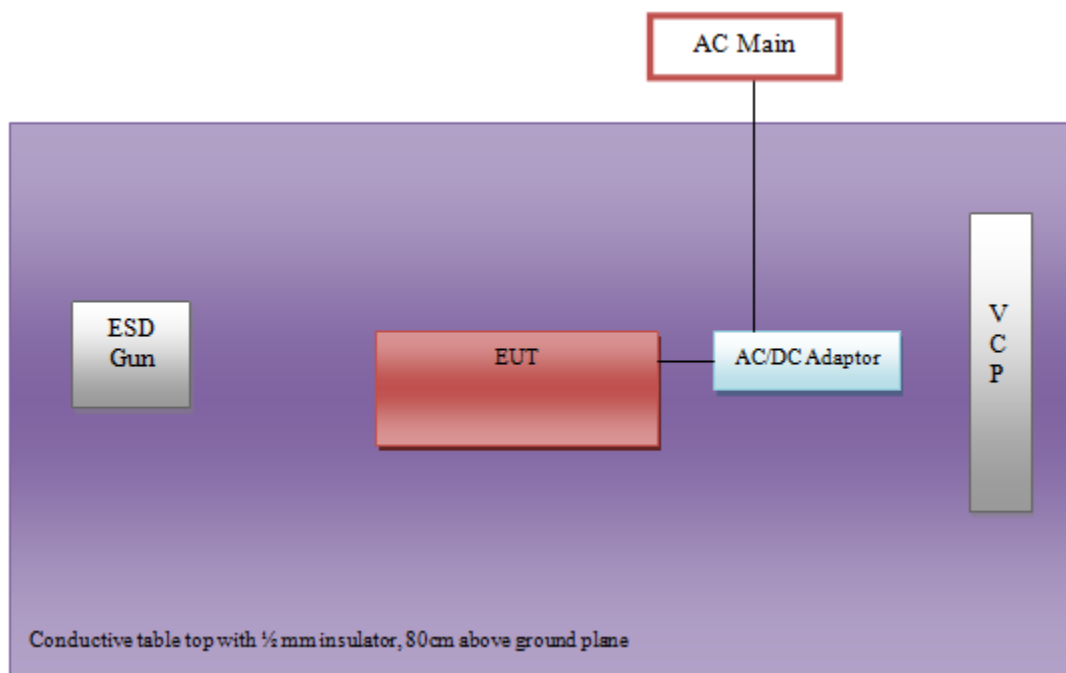 AC Main
ESD
Gun
EUT
AC/DC Adaptor
V
C
P
Conductive table top with ½ mm insulator, 80cm above ground plane